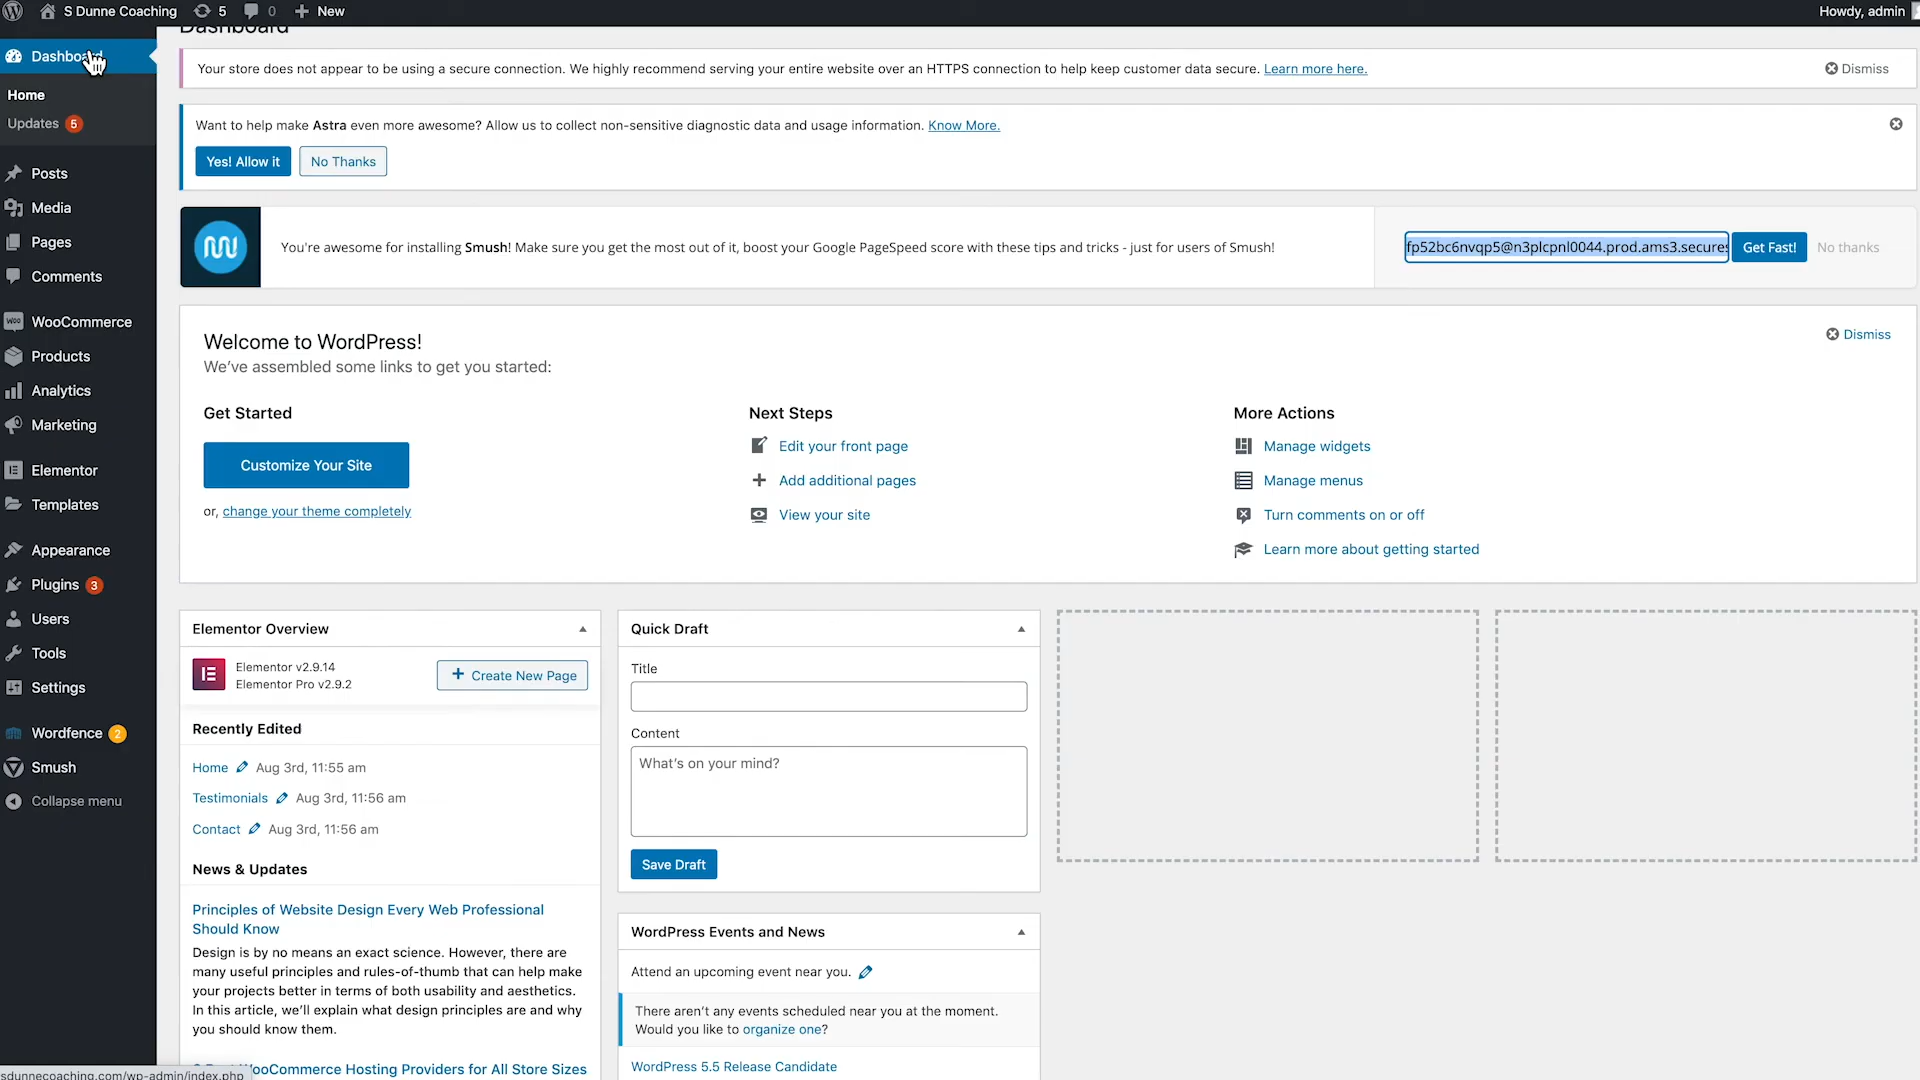 S Dunne Coaching 5 0 New Howdy, admin
Dashboard
Dashboard
Home
Updates 5
Posts
Media
Pages
Comments
WooCommerce
Products
Analytics
Marketing
Elementor
Templates
Appearance
Plugins 3
Users
Tools
Settings
Wordfence 2
Smush
Collapse menu
Your store does not appear to be using a secure connection. We highly recommend serving your entire website over an HTTPS connection to help keep customer data secure. Learn more here. Dismiss
Want to help make Astra even more awesome? Allow us to collect non-sensitive diagnostic data and usage information. Know More.
Yes! Allow it No Thanks
You're awesome for installing Smush! Make sure you get the most out of it, boost your Google PageSpeed score with these tips and tricks - just for users of Smush! fp52bc6nvqp5@n3plcpnl0044.prod.ams3.secures Get Fast! No thanks
Welcome to WordPress! Dismiss
We've assembled some links to get you started:
Get Started
Customize Your Site
or, change your theme completely
Next Steps
Edit your front page
Add additional pages
View your site
More Actions
Manage widgets
Manage menus
Turn comments on or off
Learn more about getting started
Elementor Overview
Elementor v2.9.14
Elementor Pro v2.9.2
Create New Page
Recently Edited
Home Aug 3rd, 11:55 am
Testimonials Aug 3rd, 11:56 am
Contact Aug 3rd, 11:56 am
News & Updates
Principles of Website Design Every Web Professional
Should Know
Design is by no means an exact science. However, there are
many useful principles and rules-of-thumb that can help make
your projects better in terms of both usability and aesthetics.
In this article, we'll explain what design principles are and why
you should know them.
WooCommerce Hosting Providers for All Store Sizes
Quick Draft
Title
Content
What's on your mind?
Save Draft
WordPress Events and News
Attend an upcoming event near you.
There aren't any events scheduled near you at the moment.
Would you like to organize one?
WordPress 5.5 Release Candidate
sdunnecoaching.com/wp-admin/index.php